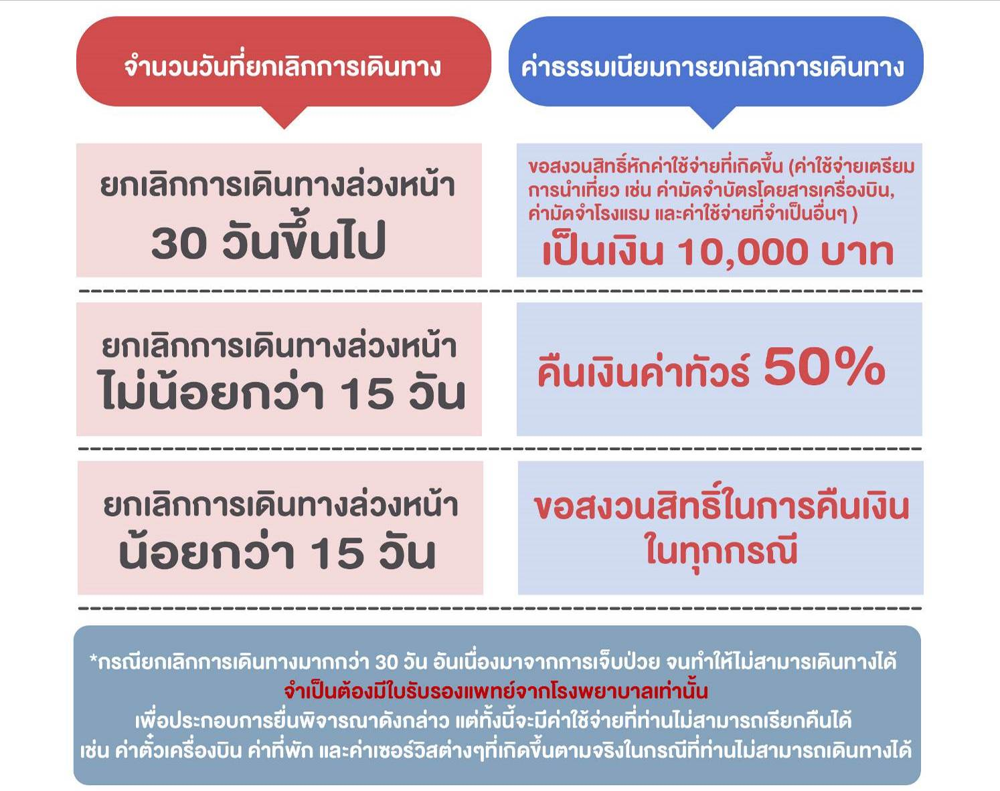 จำนวนวันที่ยกเลิกการเดินทาง
ค่าธรรมเนียมการยกเลิกการเดินทาง
ยกเลิกการเดินทางล่วงหน้า
30 วันขึ้นไป
ขอสงวนสิทธิ์หักค่าใช้จ่ายที่เกิดขึ้น (ค่าใช้จ่ายเตรียม
การนำเที่ยว เช่น ค่ามัดจำบัตรโดยสารเครื่องบิน,
ค่ามัดจำโรงแรม และค่าใช้จ่ายที่จำเป็นอื่นๆ )
เป็นเงิน 10,000 บาท
ยกเลิกการเดินทางล่วงหน้า
ไม่น้อยกว่า 15 วัน
คืนเงินค่าทัวร์ 50%
ยกเลิกการเดินทางล่วงหน้า
น้อยกว่า 15 วัน
ขอสงวนสิทธิ์ในการคืนเงิน
ในทุกกรณี
*กรณียกเลิกการเดินทางมากกว่า 30 วัน อันเนื่องมาจากการเจ็บป่วย จนทำให้ไม่สามารเดินทางได้
จำเป็นต้องมีใบรับรองแพทย์จากโรงพยาบาลเท่านั้น
เพื่อประกอบการยื่นพิจารณาดังกล่าว แต่ทั้งนี้จะมีค่าใช้จ่ายที่ท่านไม่สามารถเรียกคืนได้
เช่น ค่าตั๋วเครื่องบิน ค่าที่พัก และค่าเซอร์วิสต่างๆที่เกิดขึ้นตามจริงในกรณีที่ท่านไม่สามารถเดินทางได้